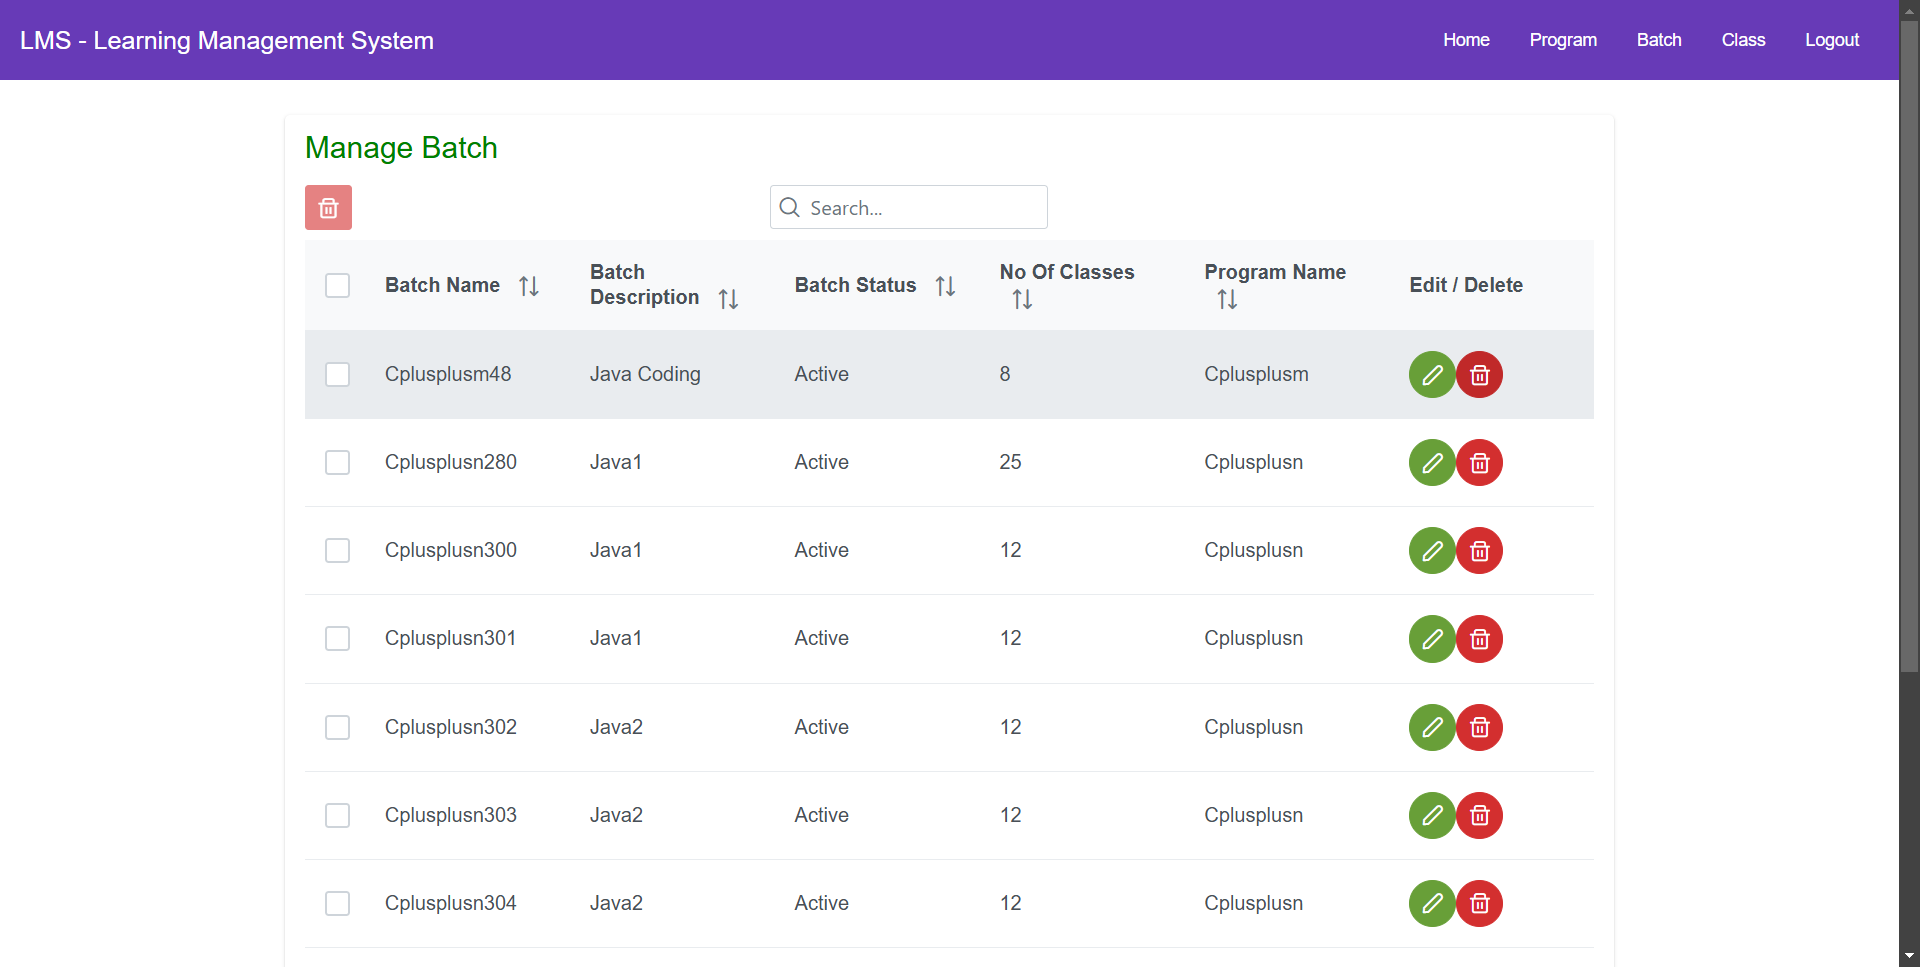 LMS - Learning Management System
Home Program Batch Class Logout
Manage Batch
Search...
Batch Name Batch Description Batch Status No Of Classes Program Name Edit / Delete
Cplusplusm48 Java Coding Active 8 Cplusplusm
Cplusplusn280 Java1 Active 25 Cplusplusn
Cplusplusn300 Java1 Active 12 Cplusplusn
Cplusplusn301 Java1 Active 12 Cplusplusn
Cplusplusn302 Java2 Active 12 Cplusplusn
Cplusplusn303 Java2 Active 12 Cplusplusn
Cplusplusn304 Java2 Active 12 Cplusplusn